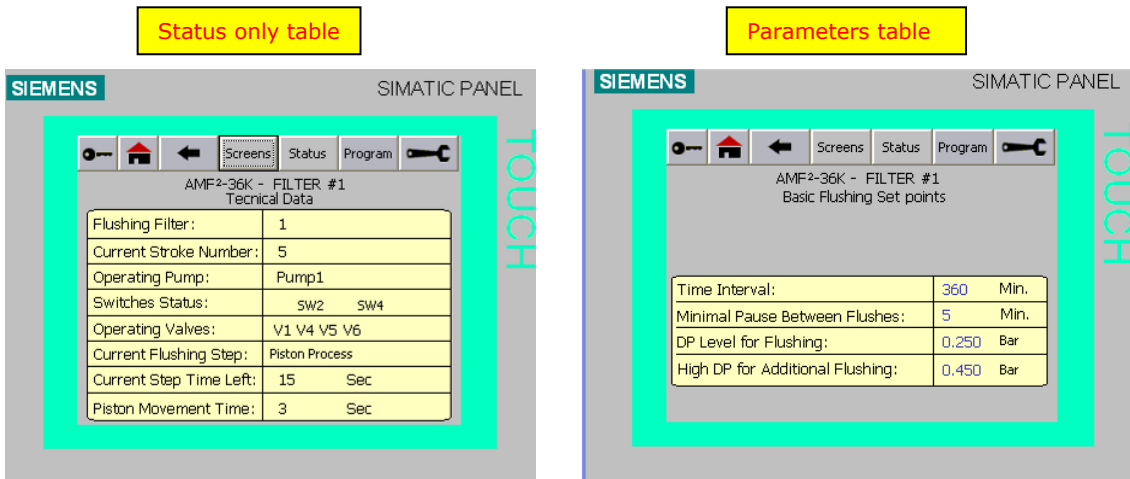 Status only table
SIEMENS
SIMATIC PANEL
TOUCH
Screens Status Program
AMF²-36K - FILTER #1
Tecnical Data
Flushing Filter: 1
Current Stroke Number: 5
Operating Pump: Pump1
Switches Status: SW2 SW4
Operating Valves: V1 V4 V5 V6
Current Flushing Step: Piston Process
Current Step Time Left: 15 Sec
Piston Movement Time: 3 Sec
Parameters table
SIEMENS
SIMATIC PANEL
TOUCH
Screens Status Program
AMF²-36K - FILTER #1
Basic Flushing Set points
Time Interval: 360 Min.
Minimal Pause Between Flushes: 5 Min.
DP Level for Flushing: 0.250 Bar
High DP for Additional Flushing: 0.450 Bar